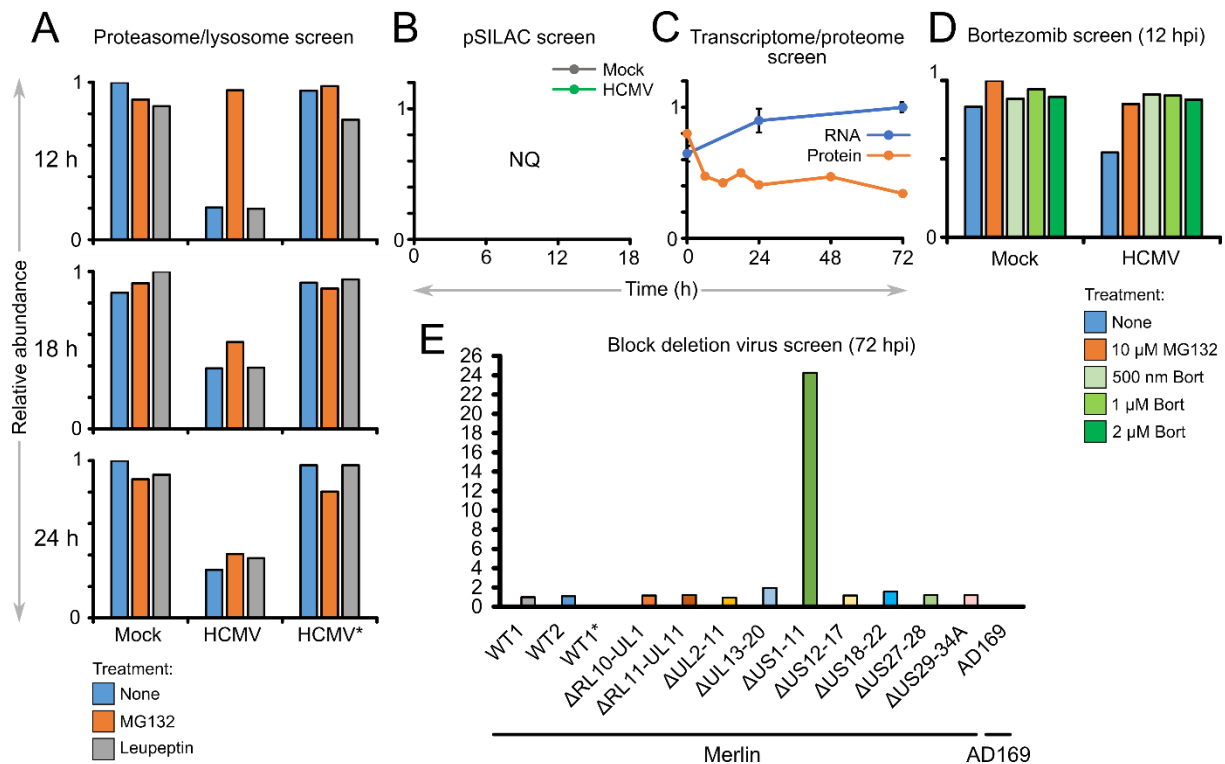 A
Proteasome/lysosome screen
Relative abundance
1
12 h
0
1
18 h
0
1
24 h
0
Mock
HCMV
HCMV*
Treatment:
None
MG132
Leupeptin
B
pSILAC screen
Mock
HCMV
1
NQ
0
0
6
12
18
C
Transcriptome/proteome
screen
1
RNA
Protein
0
0
24
48
72
Time (h)
D
Bortezomib screen (12 hpi)
1
0
Mock
HCMV
Treatment:
None
10 µM MG132
500 nm Bort
1 µM Bort
2 µM Bort
E
Block deletion virus screen (72 hpi)
26
24
22
20
18
16
14
12
10
8
6
4
2
0
WT1
WT2
WT1*
ΔRL10-UL1
ΔRL11-UL11
ΔUL2-11
ΔUL13-20
ΔUS1-11
ΔUS12-17
ΔUS18-22
ΔUS27-28
ΔUS29-34A
AD169
Merlin
AD169